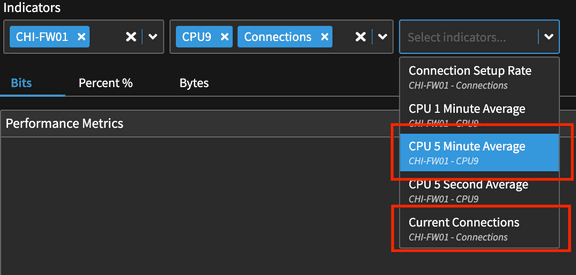 Indicators
CHI-FW01
CPU9 Connections
Select indicators...
Bits Percent % Bytes
Performance Metrics
Connection Setup Rate
CHI-FW01 - Connections
CPU 1 Minute Average
CHI-FW01 - CPU9
CPU 5 Minute Average
CHI-FW01 - CPU9
CPU 5 Second Average
CHI-FW01 - CPU9
Current Connections
CHI-FW01 - Connections